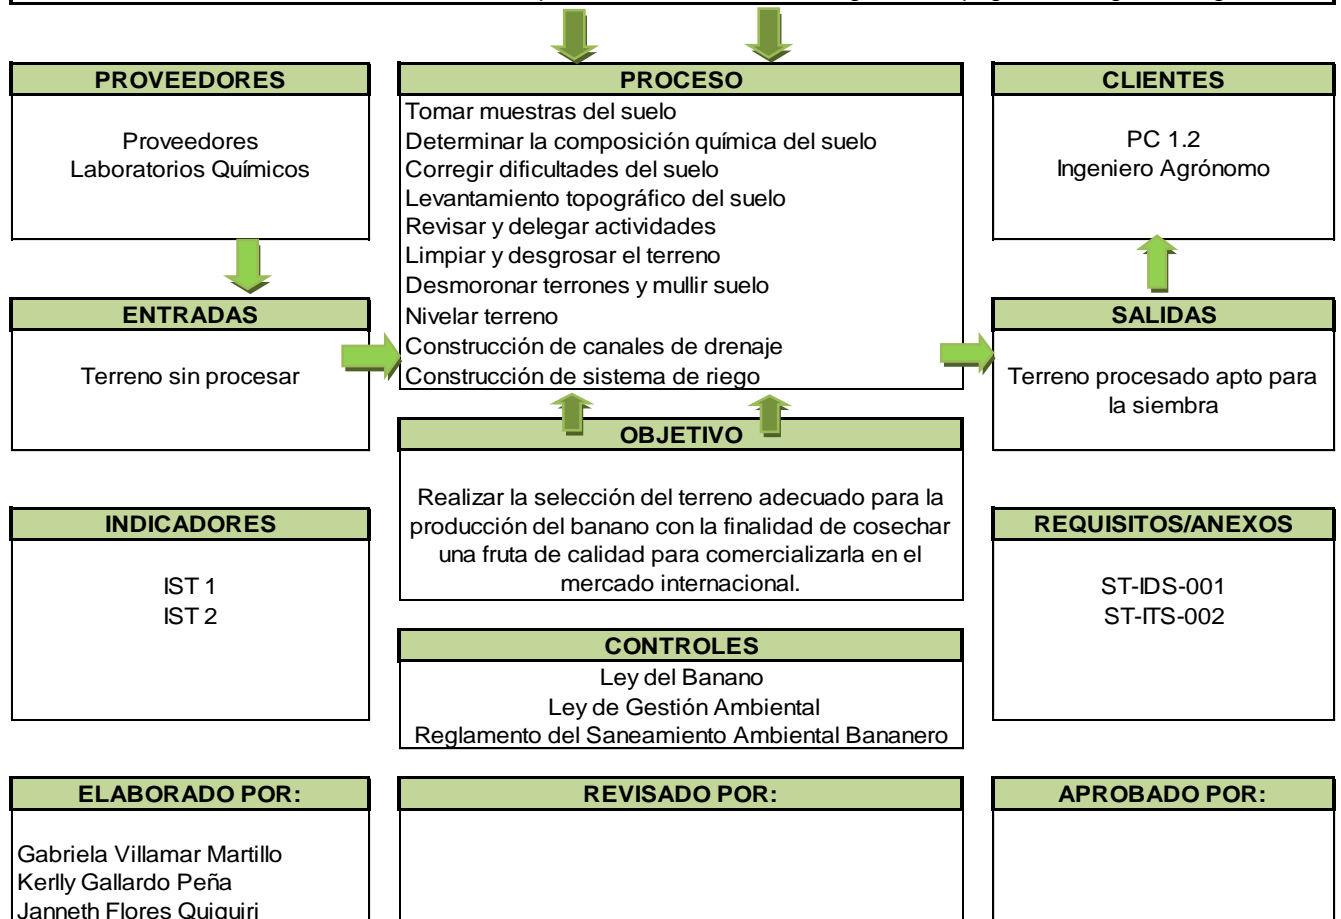 PROVEEDORES
Proveedores
Laboratorios Químicos
PROCESO
Tomar muestras del suelo
Determinar la composición química del suelo
Corregir dificultades del suelo
Levantamiento topográfico del suelo
Revisar y delegar actividades
Limpiar y desgrosar el terreno
Desmoronar terrones y mullir suelo
Nivelar terreno
Construcción de canales de drenaje
Construcción de sistema de riego
CLIENTES
PC 1.2
Ingeniero Agrónomo
ENTRADAS
Terreno sin procesar
SALIDAS
Terreno procesado apto para
la siembra
OBJETIVO
Realizar la selección del terreno adecuado para la
producción del banano con la finalidad de cosechar
una fruta de calidad para comercializarla en el
mercado internacional.
INDICADORES
IST 1
IST 2
REQUISITOS/ANEXOS
ST-IDS-001
ST-ITS-002
CONTROLES
Ley del Banano
Ley de Gestión Ambiental
Reglamento del Saneamiento Ambiental Bananero
ELABORADO POR:
Gabriela Villamar Martillo
Kerlly Gallardo Peña
Janneth Flores Quiquiri
REVISADO POR:
APROBADO POR: